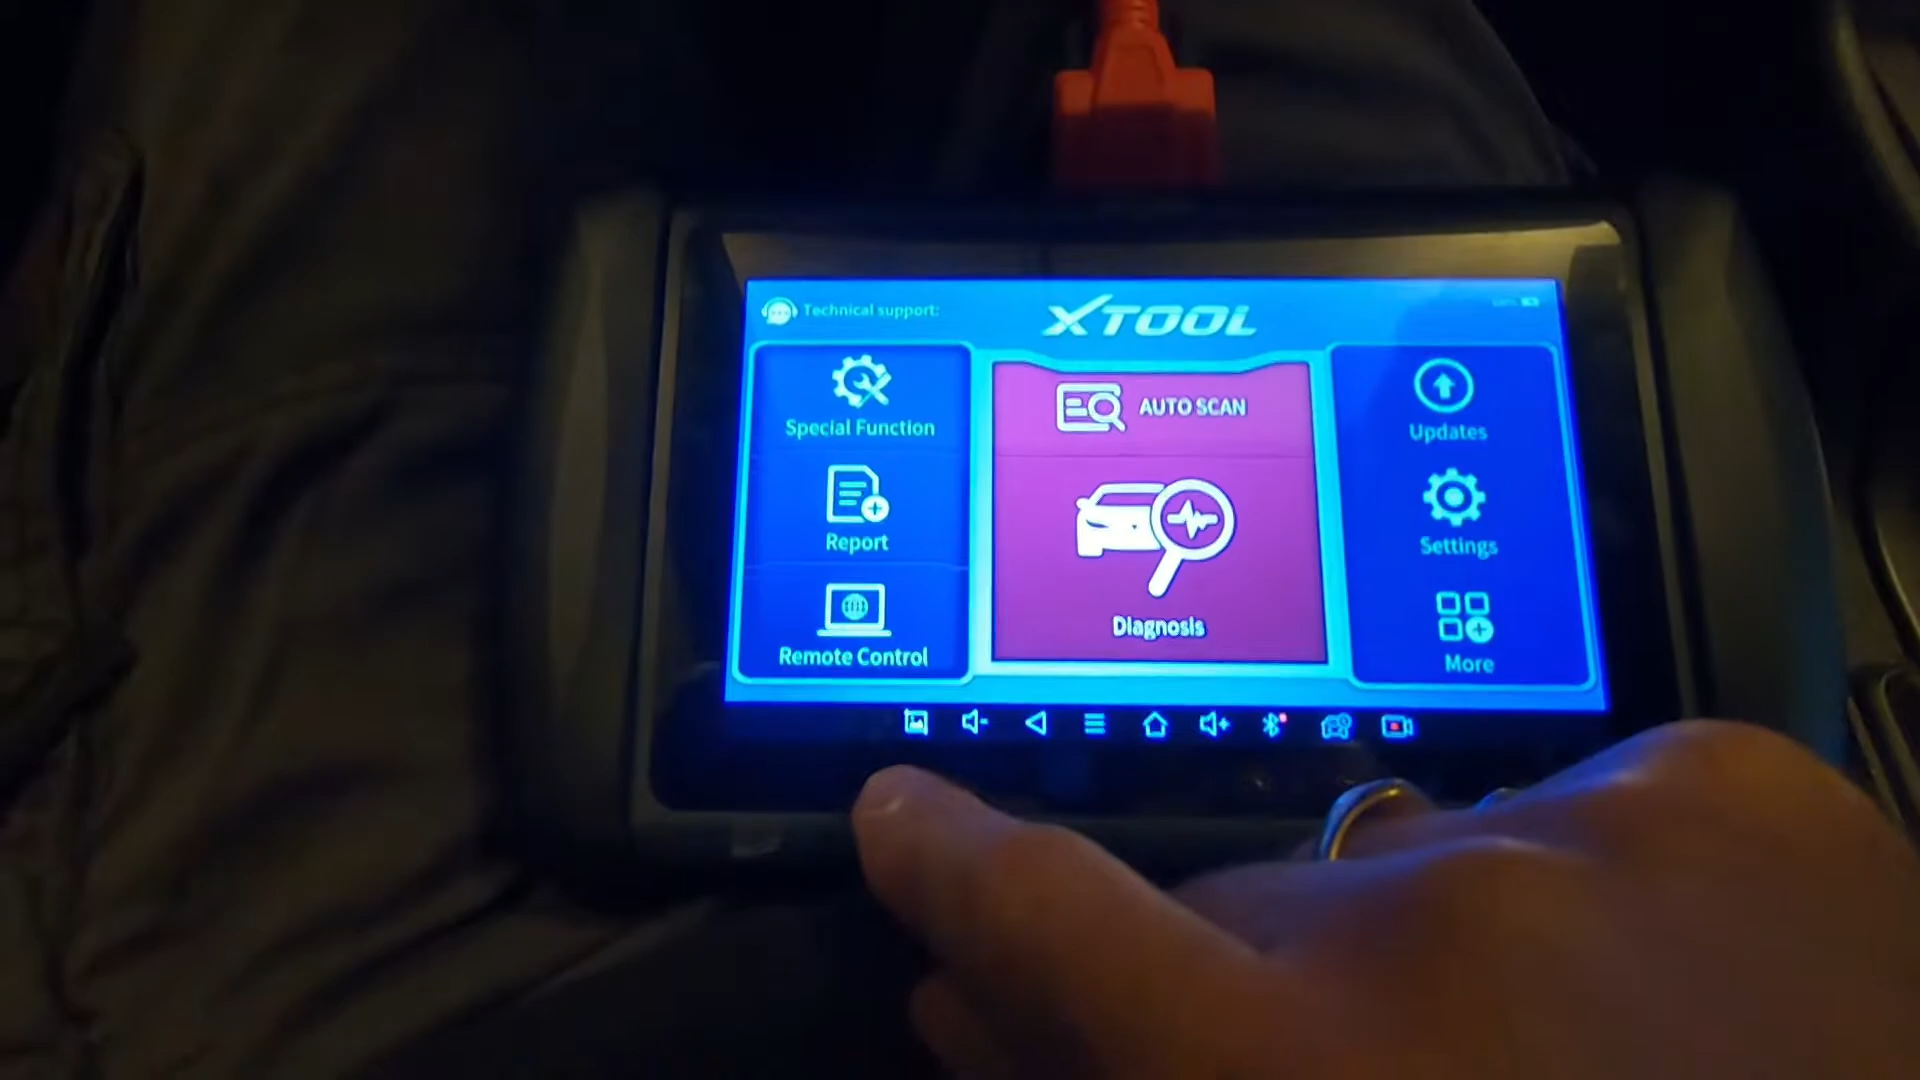 Technical support:
XTOOL
Special Function
Report
Remote Control
AUTO SCAN
Diagnosis
Updates
Settings
More